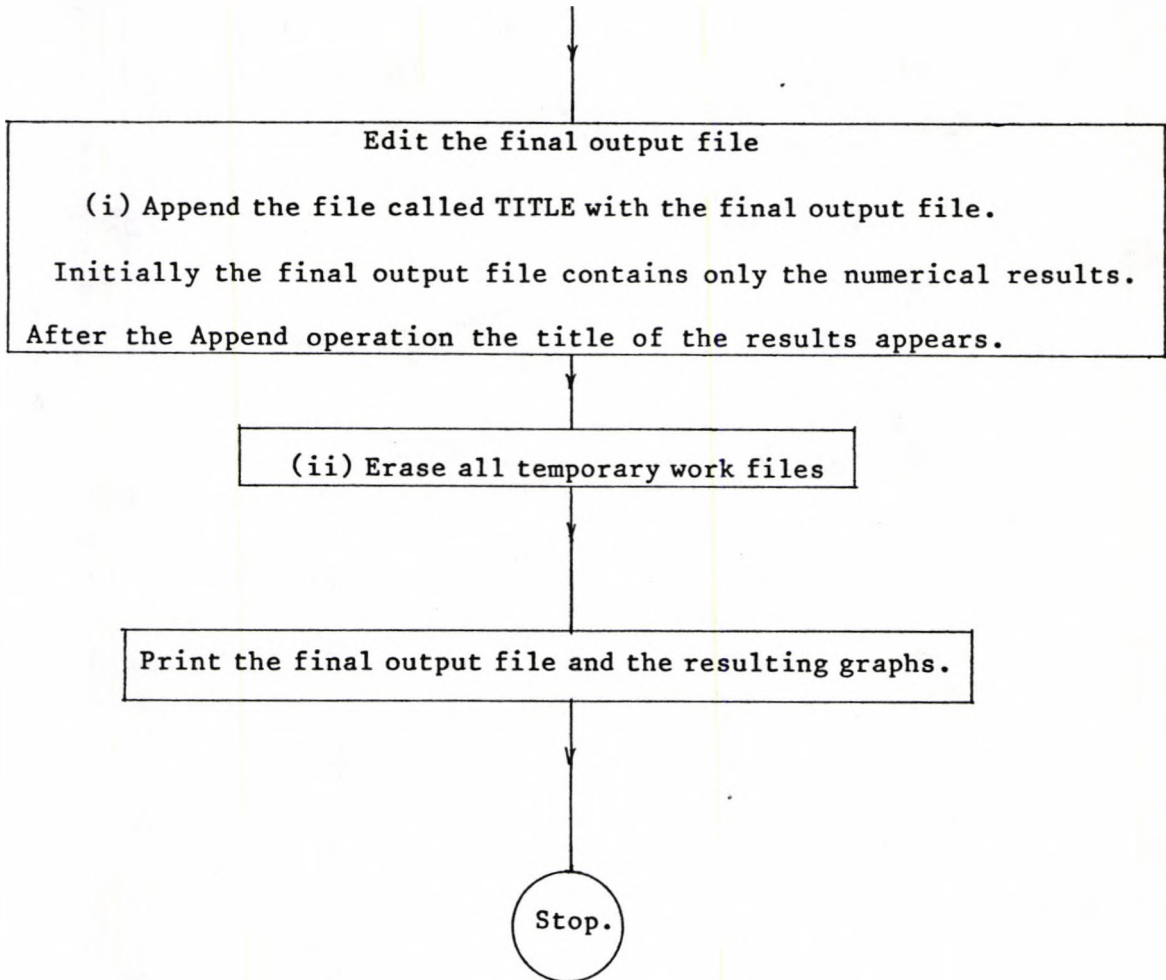 Edit the final output file
(i) Append the file called TITLE with the final output file.
Initially the final output file contains only the numerical results.
After the Append operation the title of the results appears.
(ii) Erase all temporary work files
Print the final output file and the resulting graphs.
Stop.